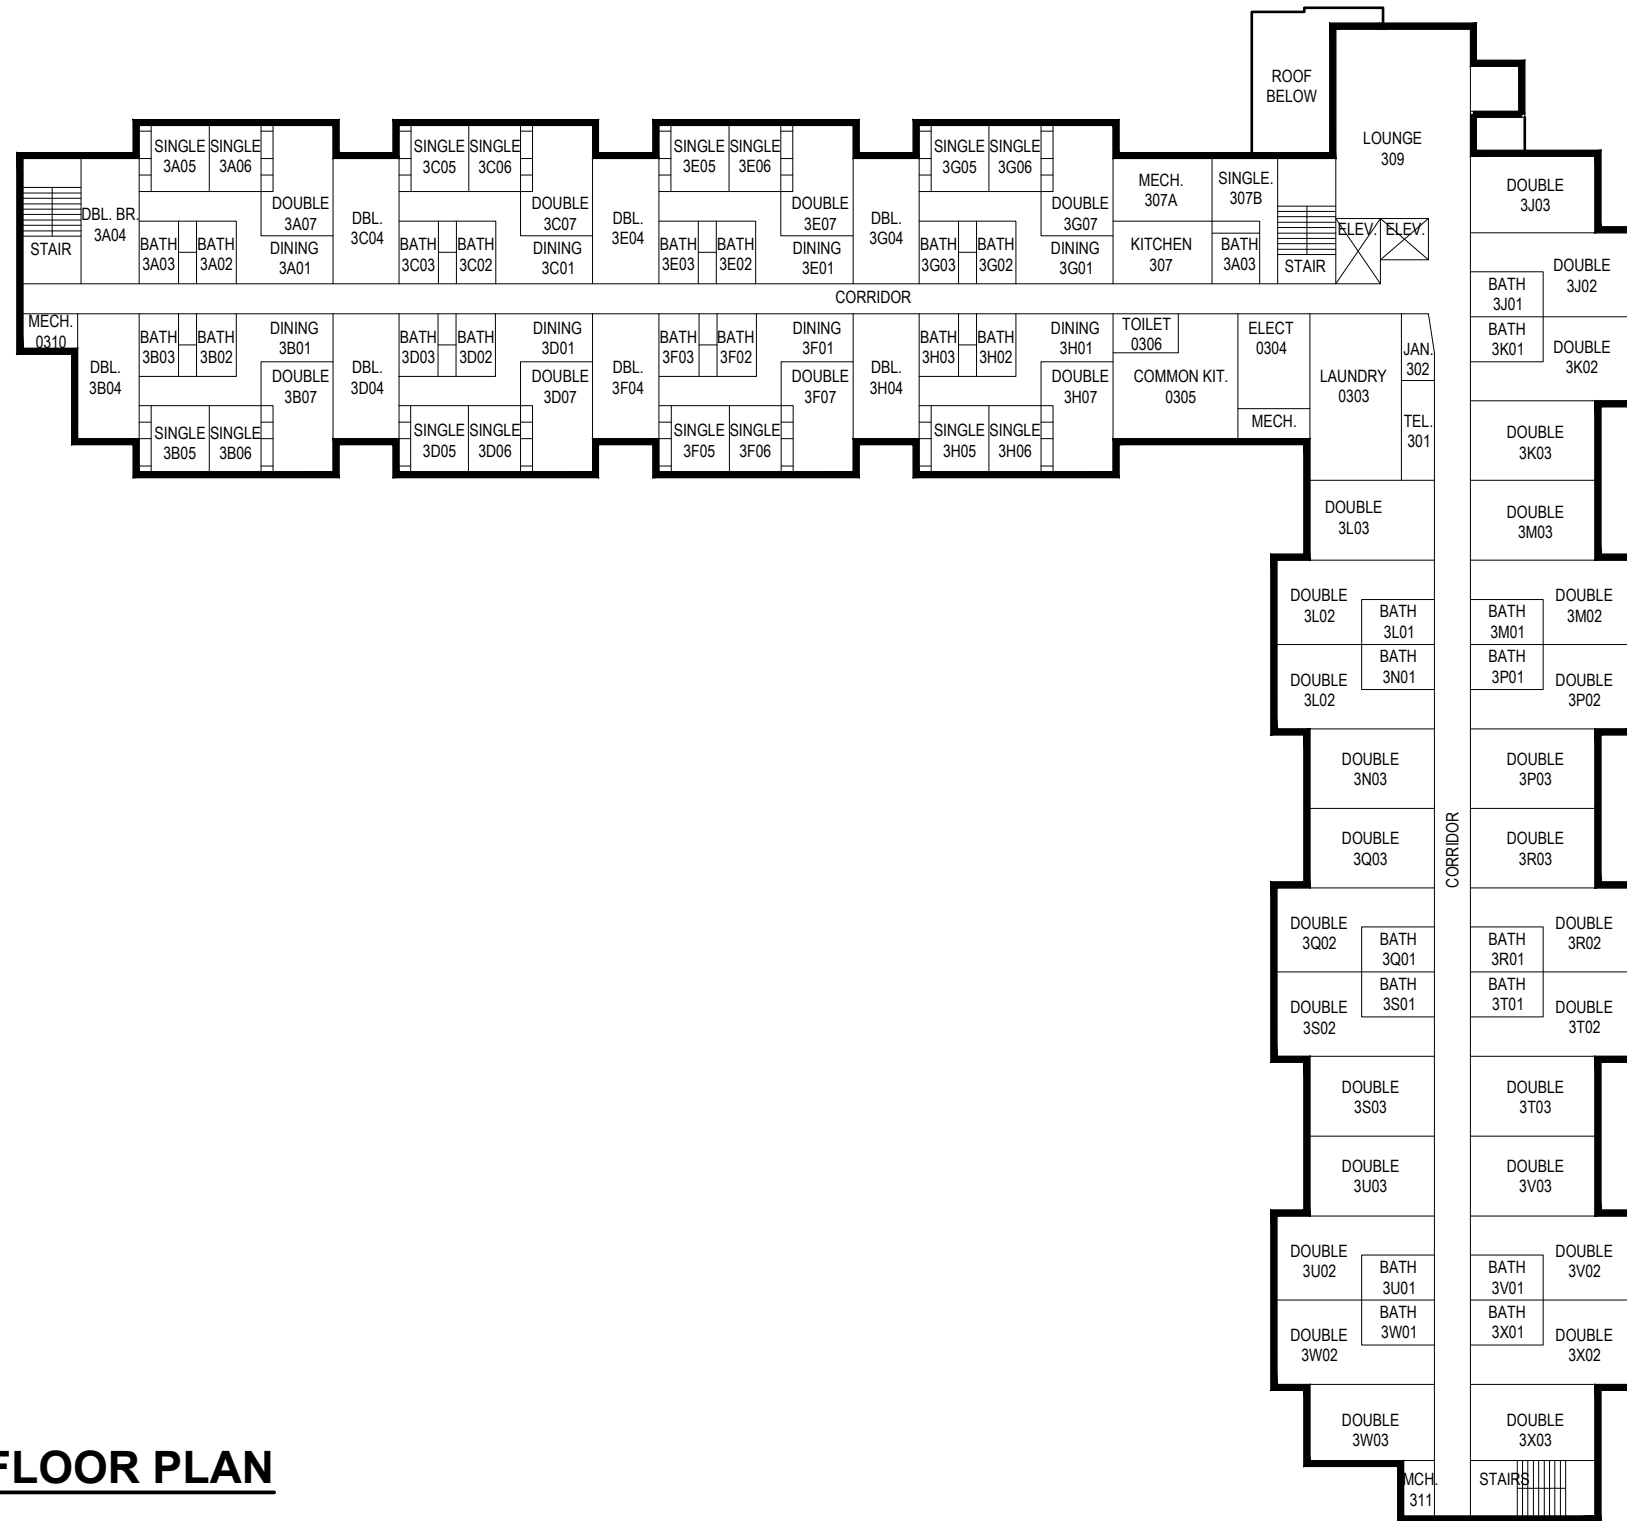 ROOF
BELOW
LOUNGE
309
SINGLE
3A05
SINGLE
3A06
SINGLE
3C05
SINGLE
3C06
SINGLE
3E05
SINGLE
3E06
SINGLE
3G05
SINGLE
3G06
MECH.
307A
SINGLE.
307B
DOUBLE
3J03
DBL. BR.
3A04
DOUBLE
3A07
DBL.
3C04
DOUBLE
3C07
DBL.
3E04
DOUBLE
3E07
DBL.
3G04
DOUBLE
3G07
ELEV.
ELEV.
STAIR
BATH
3A03
BATH
3A02
DINING
3A01
BATH
3C03
BATH
3C02
DINING
3C01
BATH
3E03
BATH
3E02
DINING
3E01
BATH
3G03
BATH
3G02
DINING
3G01
KITCHEN
307
BATH
3A03
STAIR
DOUBLE
3J02
BATH
3J01
CORRIDOR
MECH.
0310
BATH
3B03
BATH
3B02
DINING
3B01
BATH
3D03
BATH
3D02
DINING
3D01
BATH
3F03
BATH
3F02
DINING
3F01
BATH
3H03
BATH
3H02
DINING
3H01
TOILET
0306
ELECT
0304
JAN.
302
BATH
3K01
DOUBLE
3K02
DBL.
3B04
DOUBLE
3B07
DBL.
3D04
DOUBLE
3D07
DBL.
3F04
DOUBLE
3F07
DBL.
3H04
DOUBLE
3H07
COMMON KIT.
0305
LAUNDRY
0303
MECH.
TEL.
301
SINGLE
3B05
SINGLE
3B06
SINGLE
3D05
SINGLE
3D06
SINGLE
3F05
SINGLE
3F06
SINGLE
3H05
SINGLE
3H06
DOUBLE
3K03
DOUBLE
3L03
DOUBLE
3M03
DOUBLE
3L02
BATH
3L01
BATH
3M01
DOUBLE
3M02
DOUBLE
3L02
BATH
3N01
BATH
3P01
DOUBLE
3P02
DOUBLE
3N03
DOUBLE
3P03
CORRIDOR
DOUBLE
3Q03
DOUBLE
3R03
DOUBLE
3Q02
BATH
3Q01
BATH
3R01
DOUBLE
3R02
DOUBLE
3S02
BATH
3S01
BATH
3T01
DOUBLE
3T02
DOUBLE
3S03
DOUBLE
3T03
DOUBLE
3U03
DOUBLE
3V03
DOUBLE
3U02
BATH
3U01
BATH
3V01
DOUBLE
3V02
DOUBLE
3W02
BATH
3W01
BATH
3X01
DOUBLE
3X02
DOUBLE
3W03
DOUBLE
3X03
MCH.
311
STAIRS
FLOOR PLAN